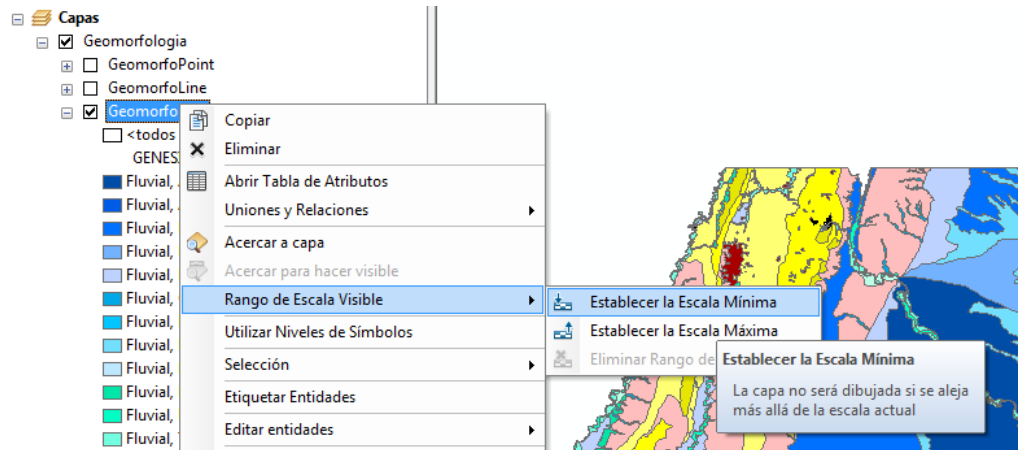 Capas
Geomorfologia
GeomorfoPoint
GeomorfoLine
Geomorfo
<todos
GENES
Fluvial,
Fluvial,
Fluvial,
Fluvial,
Fluvial,
Fluvial,
Fluvial,
Fluvial,
Fluvial,
Fluvial,
Fluvial,
Fluvial,
Copiar
Eliminar
Abrir Tabla de Atributos
Uniones y Relaciones
Acercar a capa
Acercar para hacer visible
Rango de Escala Visible
Utilizar Niveles de Símbolos
Selección
Etiquetar Entidades
Editar entidades
Establecer la Escala Mínima
Establecer la Escala Máxima
Eliminar Rango de
Establecer la Escala Mínima
La capa no será dibujada si se aleja
más allá de la escala actual